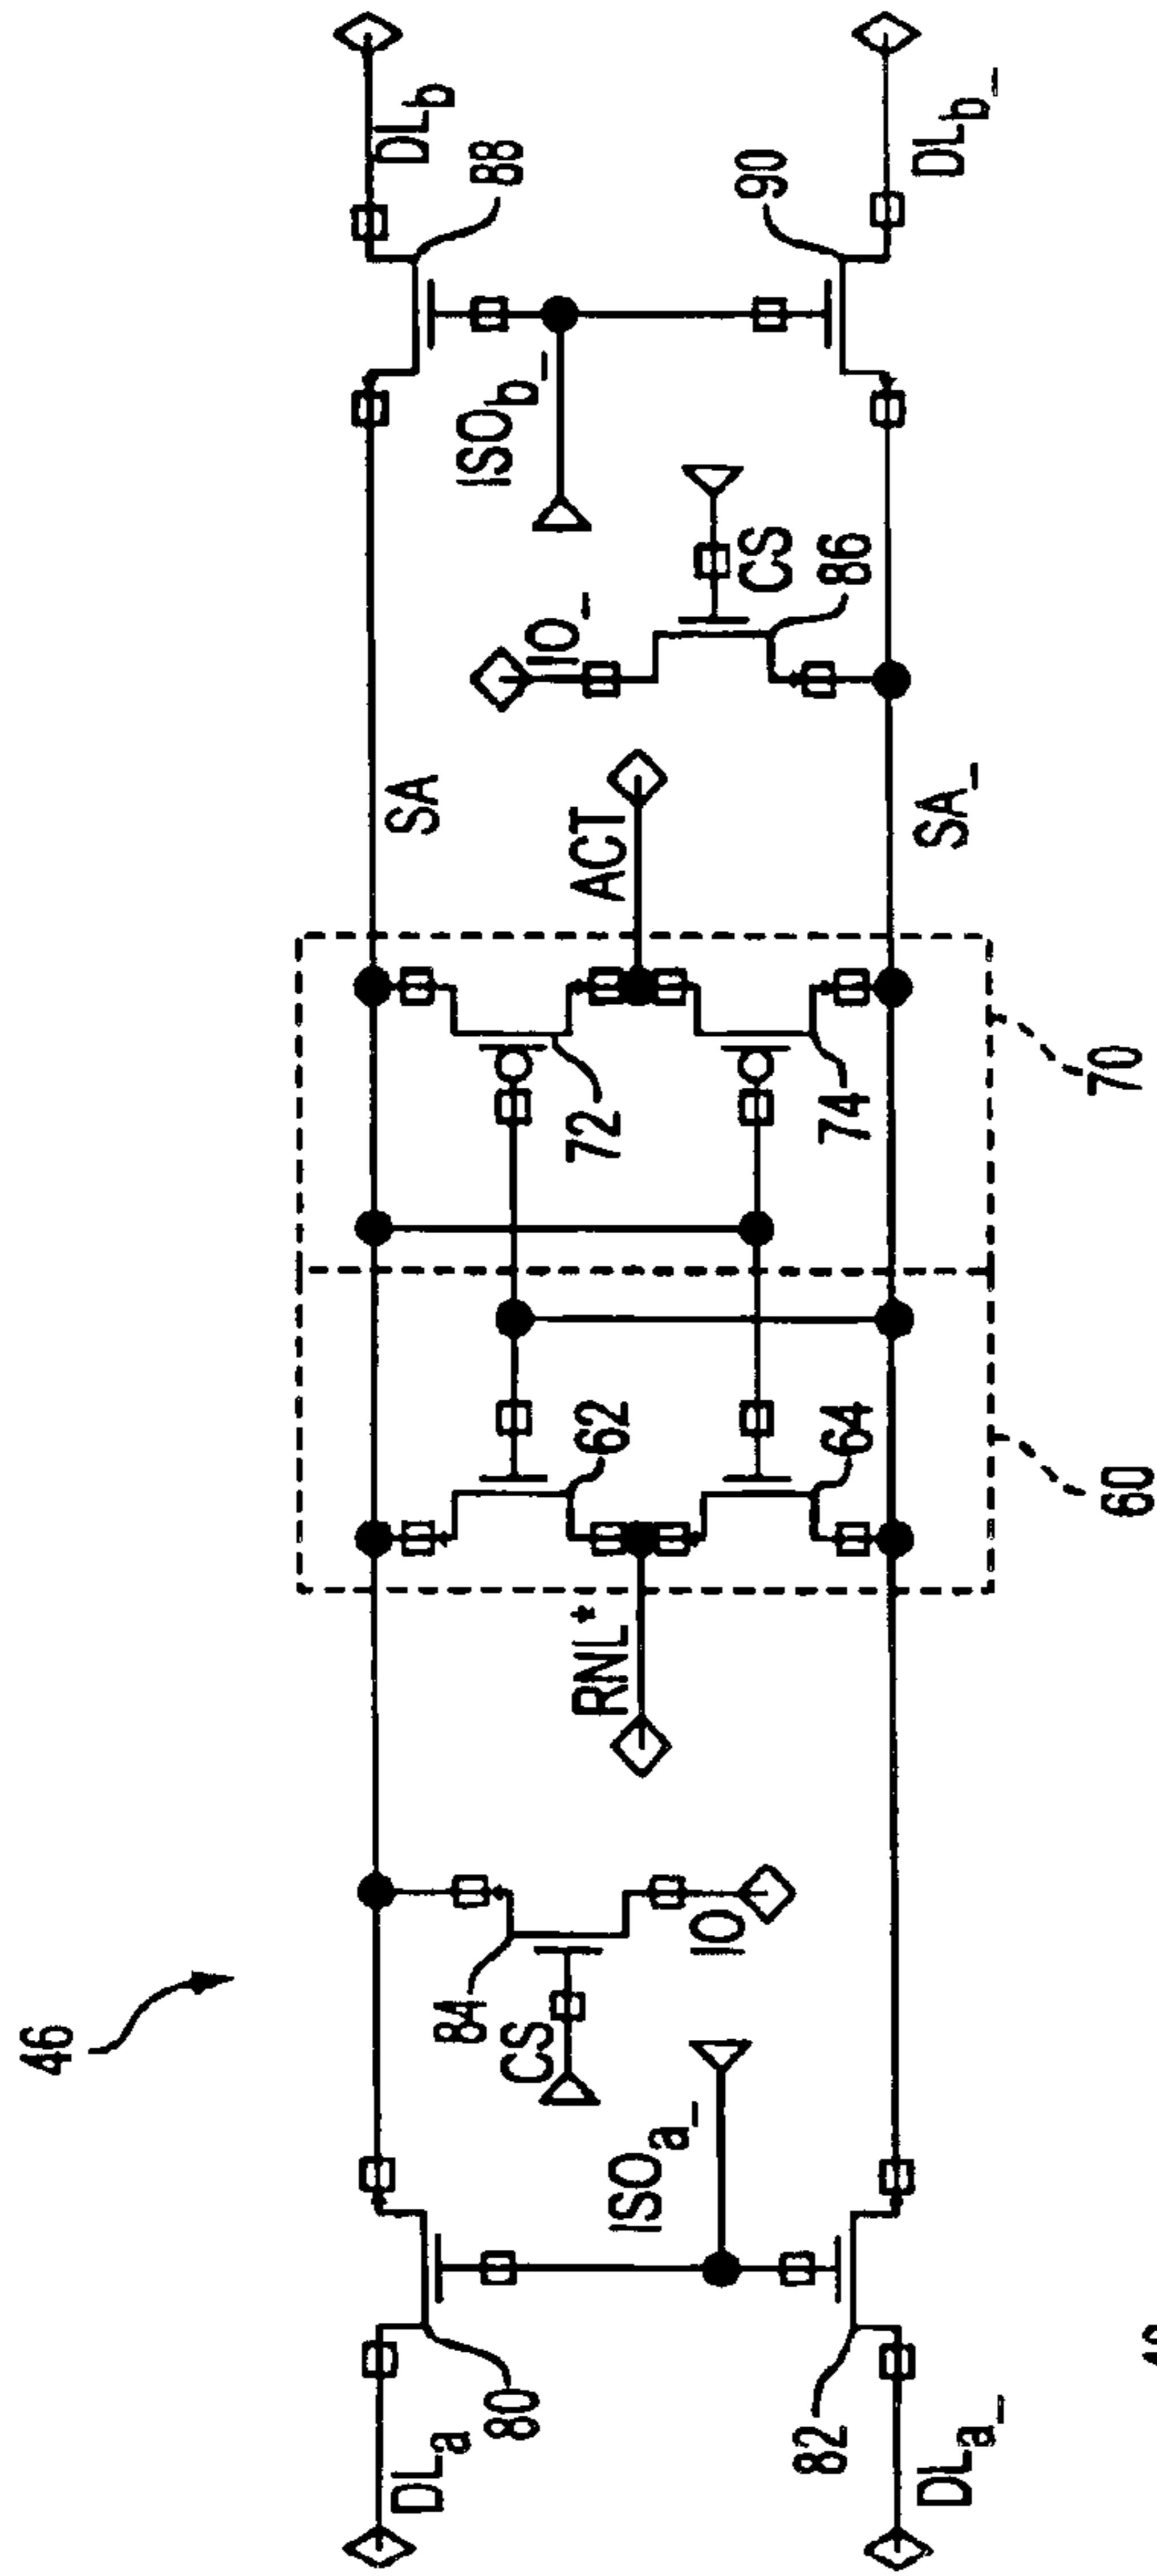 46
DLa
80
82
DLa_
ISOa_
CS
84
IO
RNL*
62
64
60
72
74
70
SA
ACT
SA_
IO_
CS
86
ISOb_
DLb
88
90
DLb_